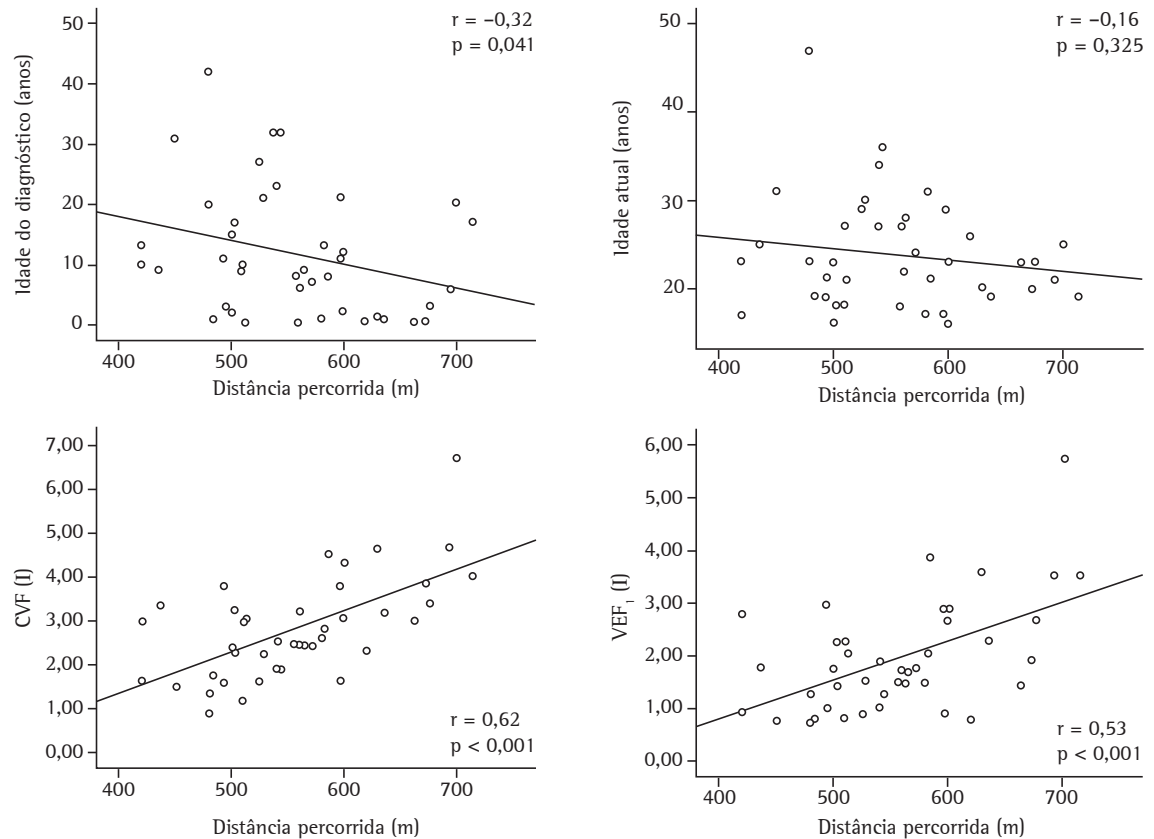 50
40
30
20
10
0
Idade do diagnóstico (anos)
r = –0,32
p = 0,041
400 500 600 700
Distância percorrida (m)
50
40
30
20
Idade atual (anos)
r = –0,16
p = 0,325
400 500 600 700
Distância percorrida (m)
7,00
6,00
5,00
4,00
3,00
2,00
1,00
0,00
CVF (l)
r = 0,62
p < 0,001
400 500 600 700
Distância percorrida (m)
6,00
5,00
4,00
3,00
2,00
1,00
0,00
VEF₁ (l)
r = 0,53
p < 0,001
400 500 600 700
Distância percorrida (m)